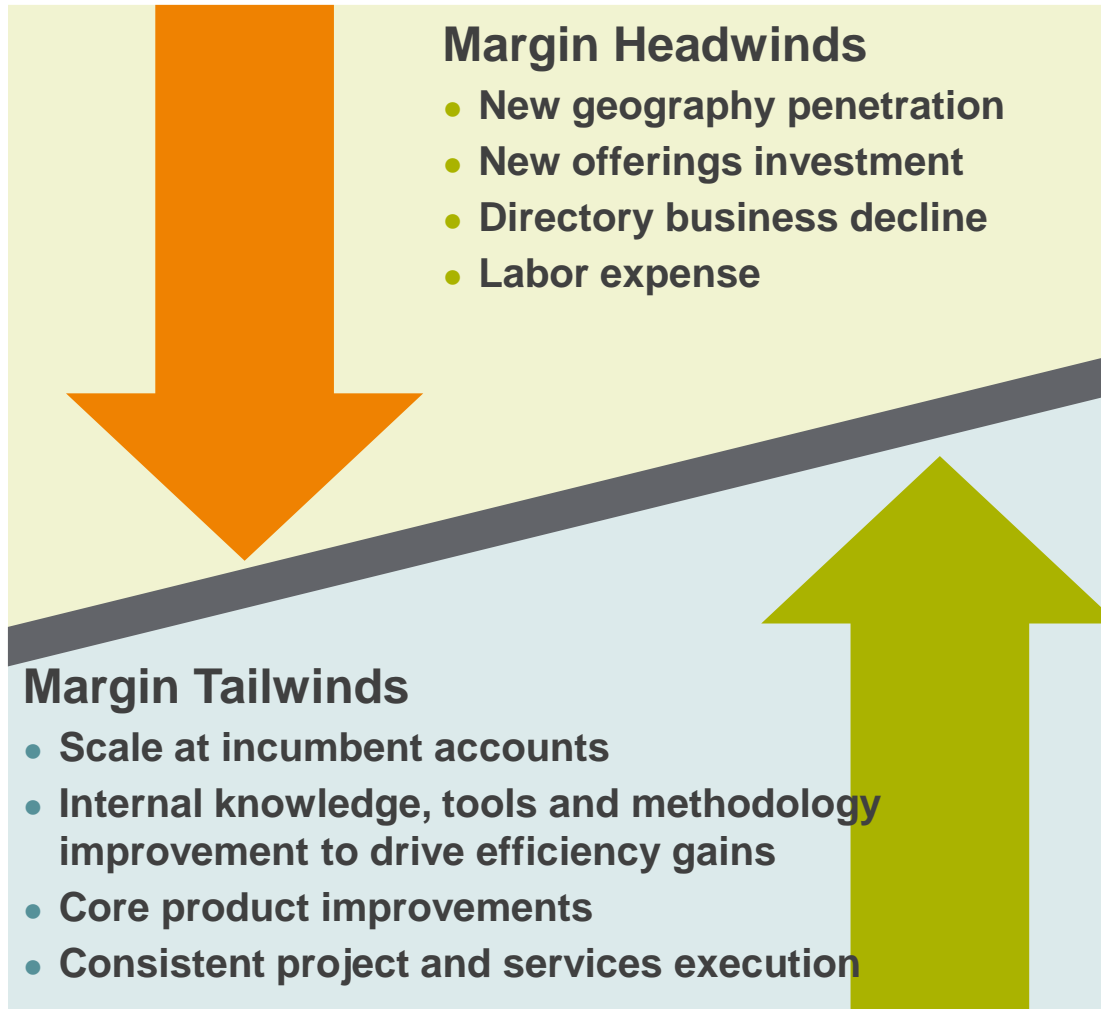 Margin Headwinds
● New geography penetration
● New offerings investment
● Directory business decline
● Labor expense
Margin Tailwinds
● Scale at incumbent accounts
● Internal knowledge, tools and methodology
improvement to drive efficiency gains
● Core product improvements
● Consistent project and services execution